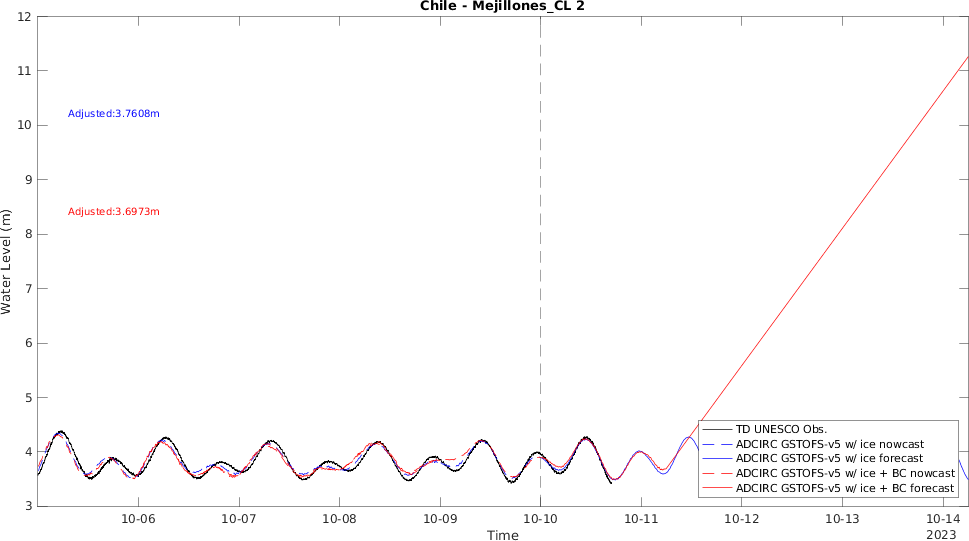 Chile - Mejillones_CL 2
12
11
10
9
8
7
6
5
4
3
Water Level (m)
Adjusted:3.7608m
Adjusted:3.6973m
TD UNESCO Obs.
ADCIRC GSTOFS-v5 w/ ice nowcast
ADCIRC GSTOFS-v5 w/ ice forecast
ADCIRC GSTOFS-v5 w/ ice + BC nowcast
ADCIRC GSTOFS-v5 w/ ice + BC forecast
10-06 10-07 10-08 10-09 10-10 10-11 10-12 10-13 10-14
2023
Time